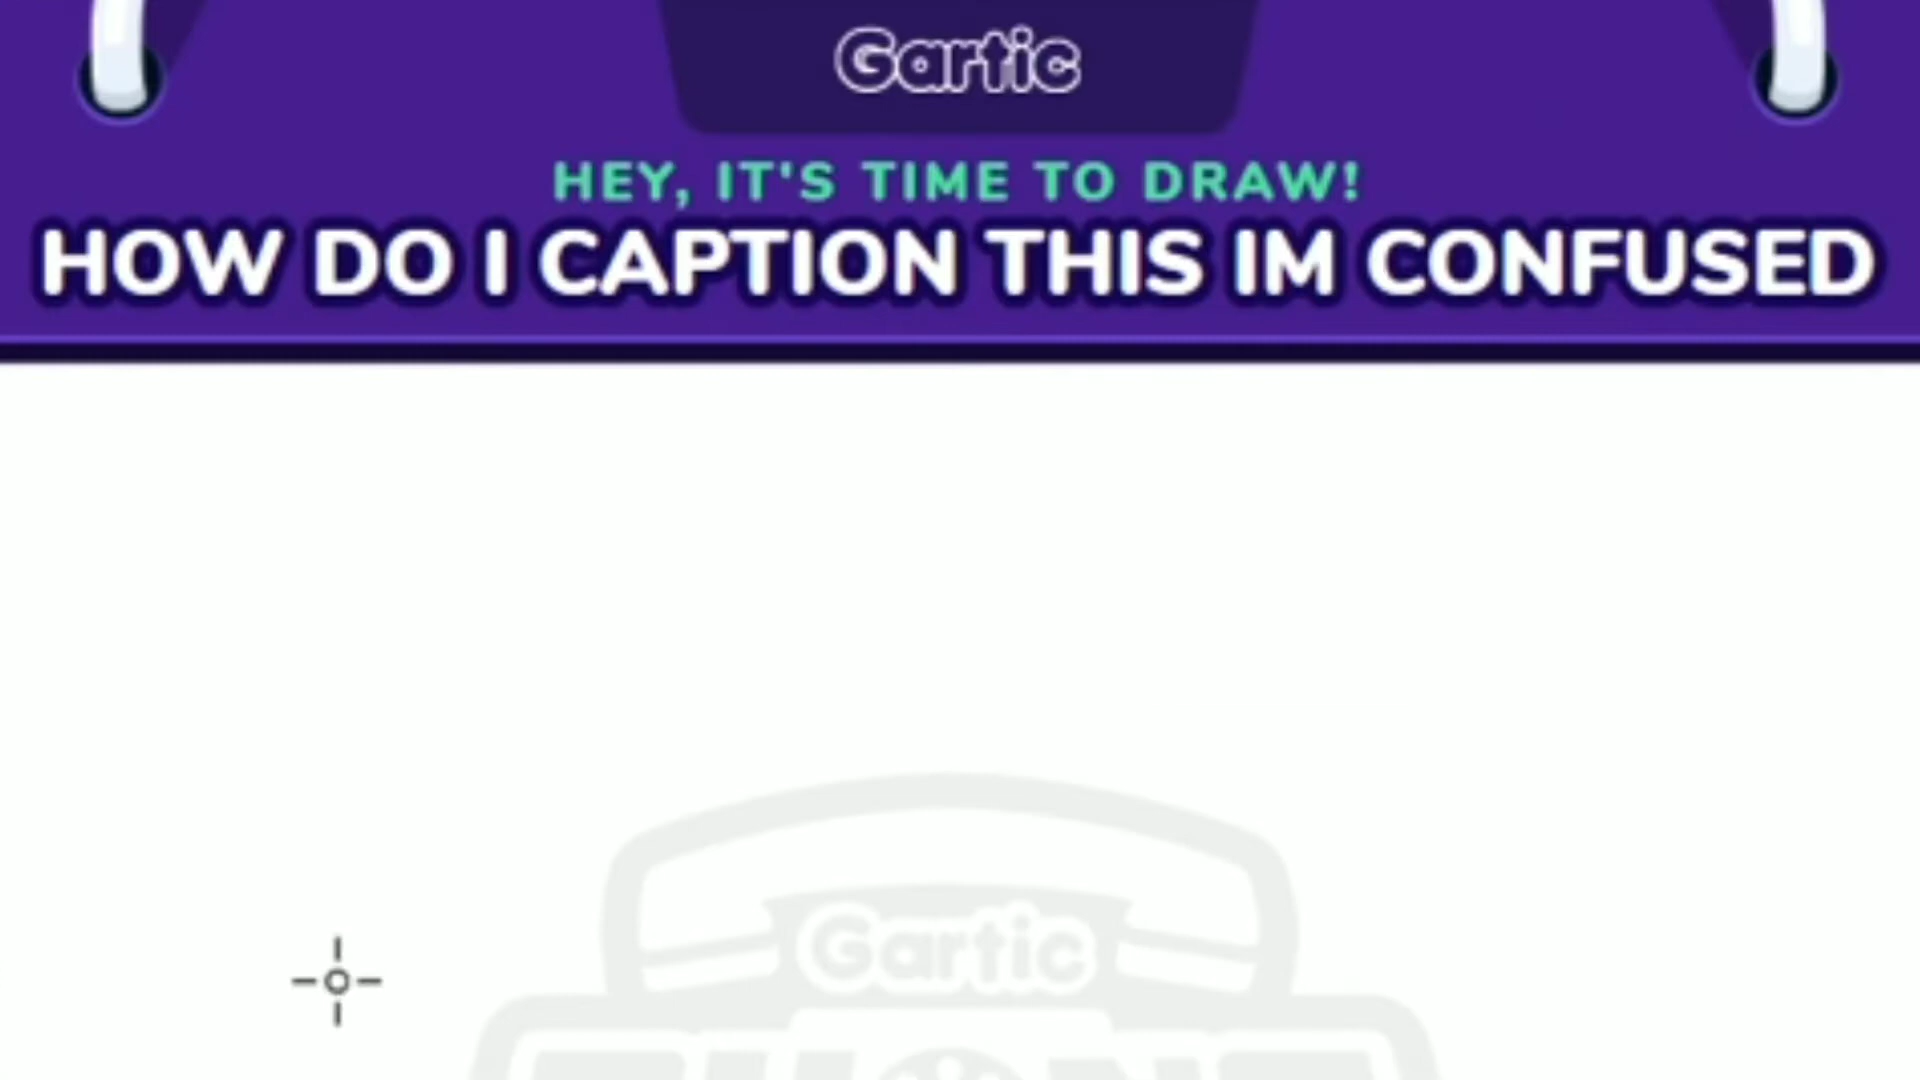 Gartic
HEY, IT'S TIME TO DRAW!
HOW DO I CAPTION THIS IM CONFUSED
Gartic